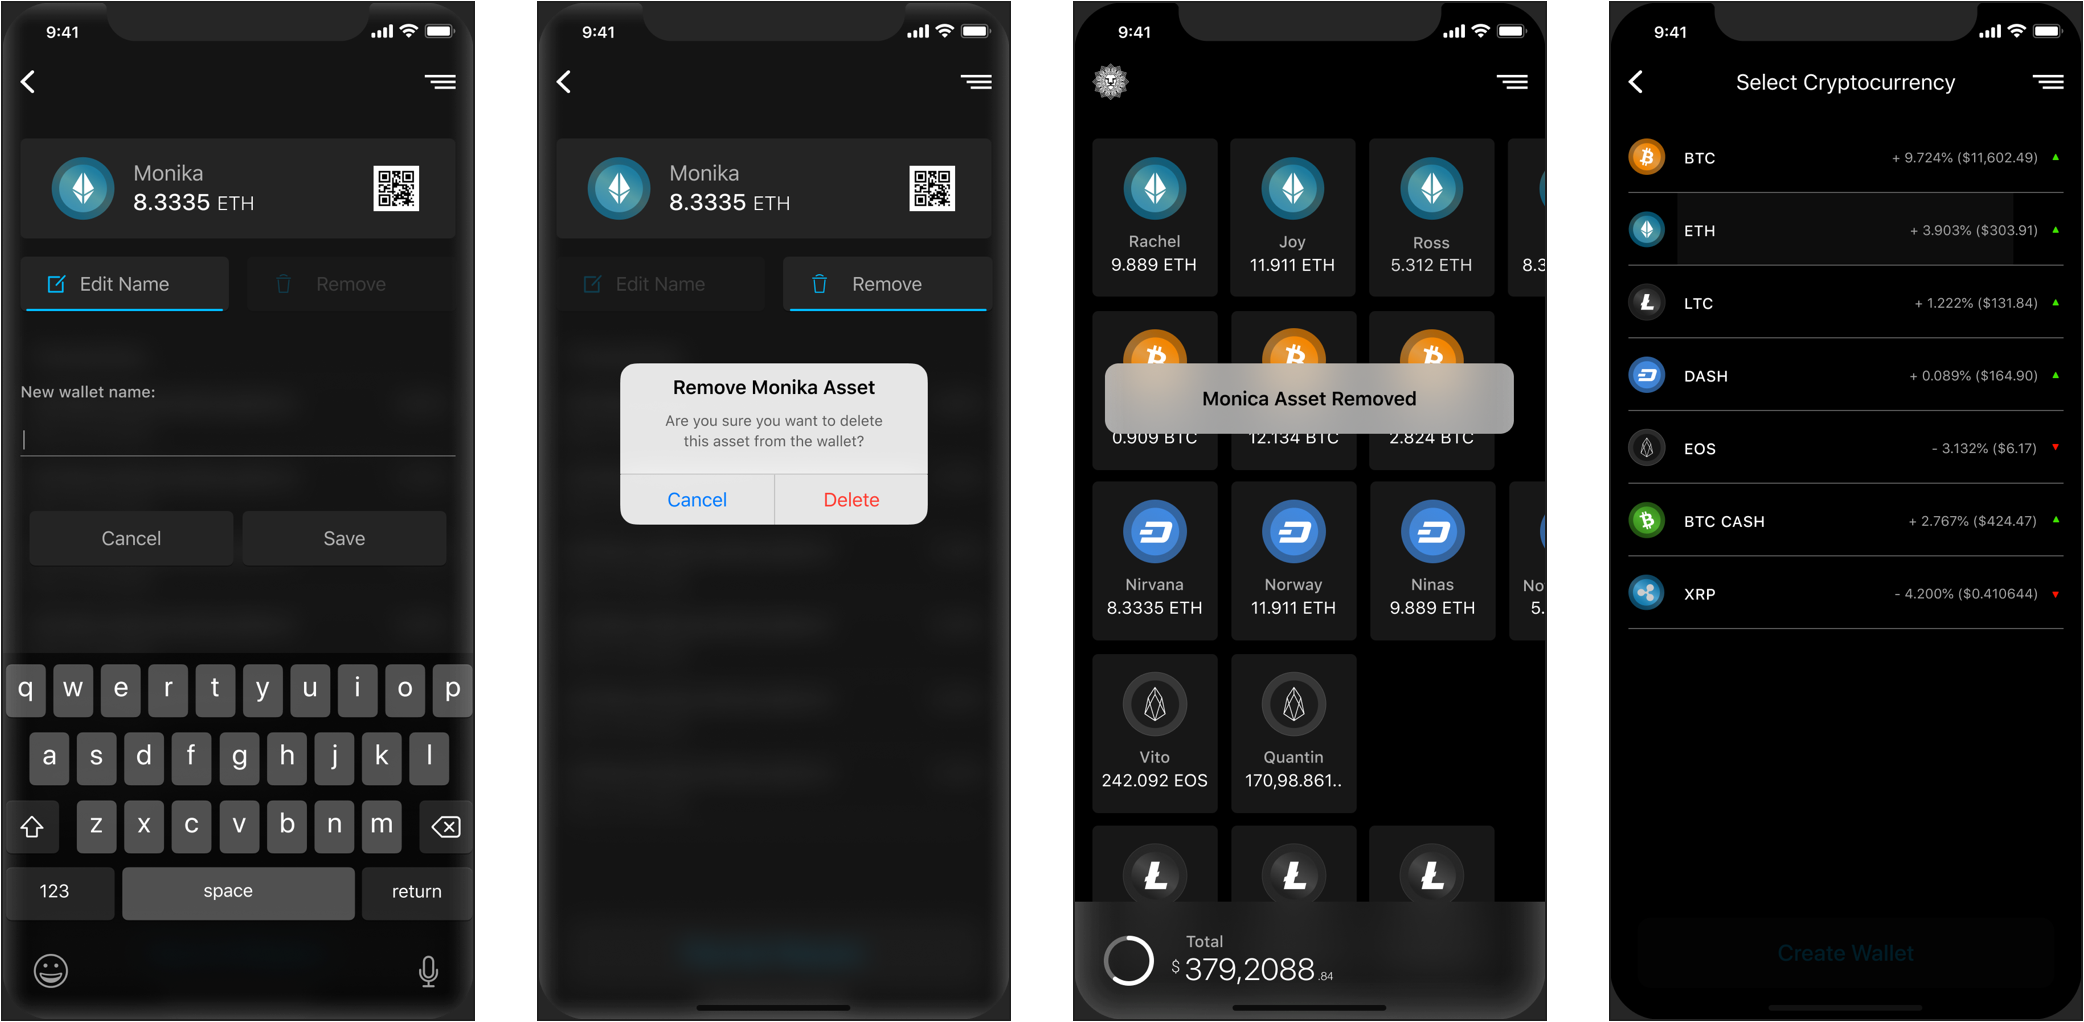 9:41
Monika
8.3335 ETH
Edit Name
Remove
New wallet name:
Cancel
Save
q w e r t y u i o p
a s d f g h j k l
z x c v b n m
123
space
return
9:41
Monika
8.3335 ETH
Edit Name
Remove
Remove Monika Asset
Are you sure you want to delete
this asset from the wallet?
Cancel
Delete
9:41
Rachel
9.889 ETH
Joy
11.911 ETH
Ross
5.312 ETH
8.3
Monica Asset Removed
0.909 BTC
12.134 BTC
2.824 BTC
Nirvana
8.3335 ETH
Norway
11.911 ETH
Ninas
9.889 ETH
No
5.
Vito
242.092 EOS
Quantin
170,98.861..
Total
$ 379,2088.84
9:41
Select Cryptocurrency
BTC
+ 9.724% ($11,602.49)
ETH
+ 3.903% ($303.91)
LTC
+ 1.222% ($131.84)
DASH
+ 0.089% ($164.90)
EOS
- 3.132% ($6.17)
BTC CASH
+ 2.767% ($424.47)
XRP
- 4.200% ($0.410644)
Create Wallet